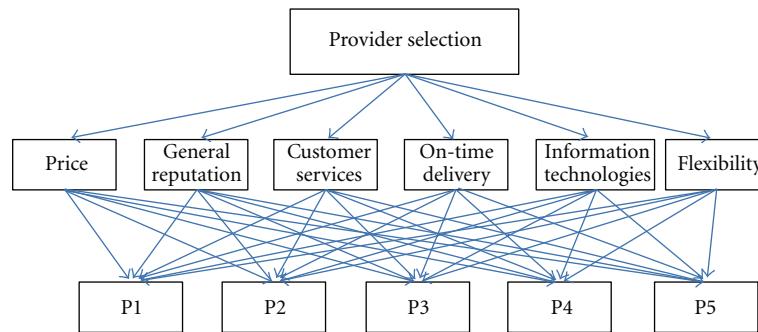 Provider selection
Price
General
reputation
Customer
services
On-time
delivery
Information
technologies
Flexibility
P1
P2
P3
P4
P5